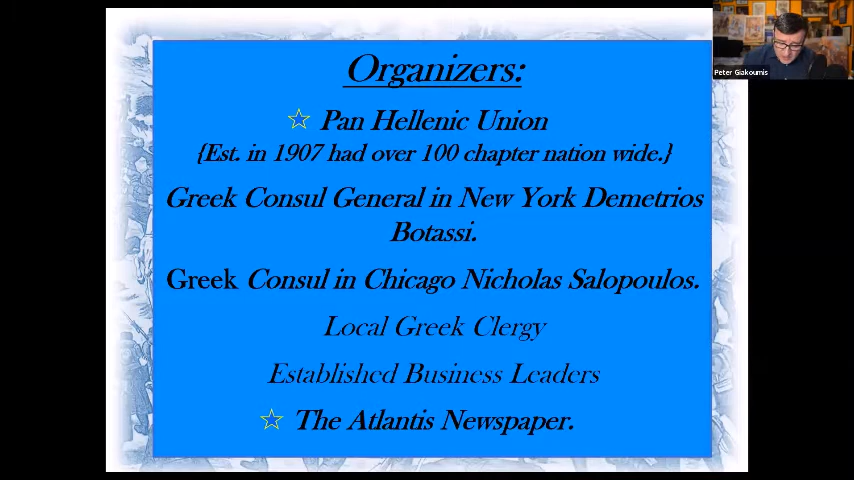 Organizers:
Pan Hellenic Union
{Est. in 1907 had over 100 chapter nation wide.}
Greek Consul General in New York Demetrios
Botassi.
Greek Consul in Chicago Nicholas Salopoulos.
Local Greek Clergy
Established Business Leaders
The Atlantis Newspaper.
Peter Giakoumis